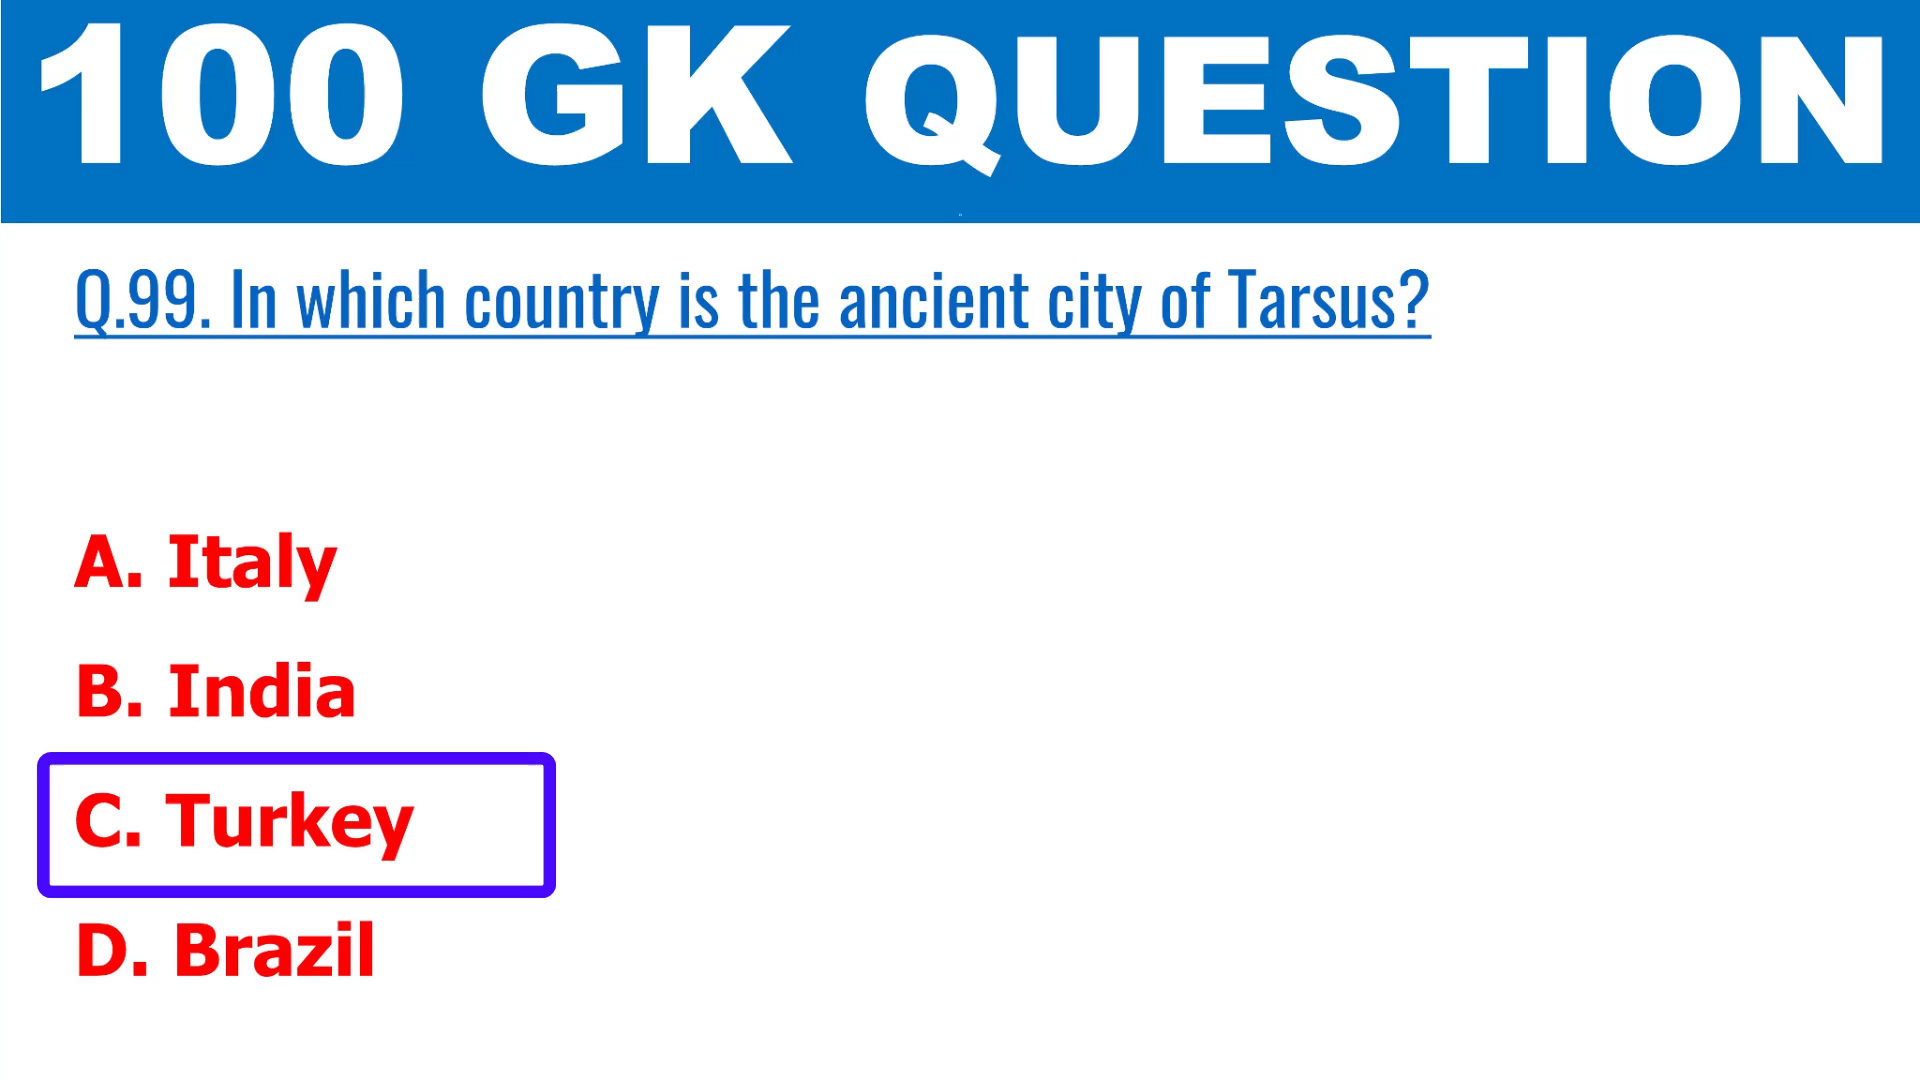 100 GK QUESTION
Q.99. In which country is the ancient city of Tarsus?
A. Italy
B. India
C. Turkey
D. Brazil